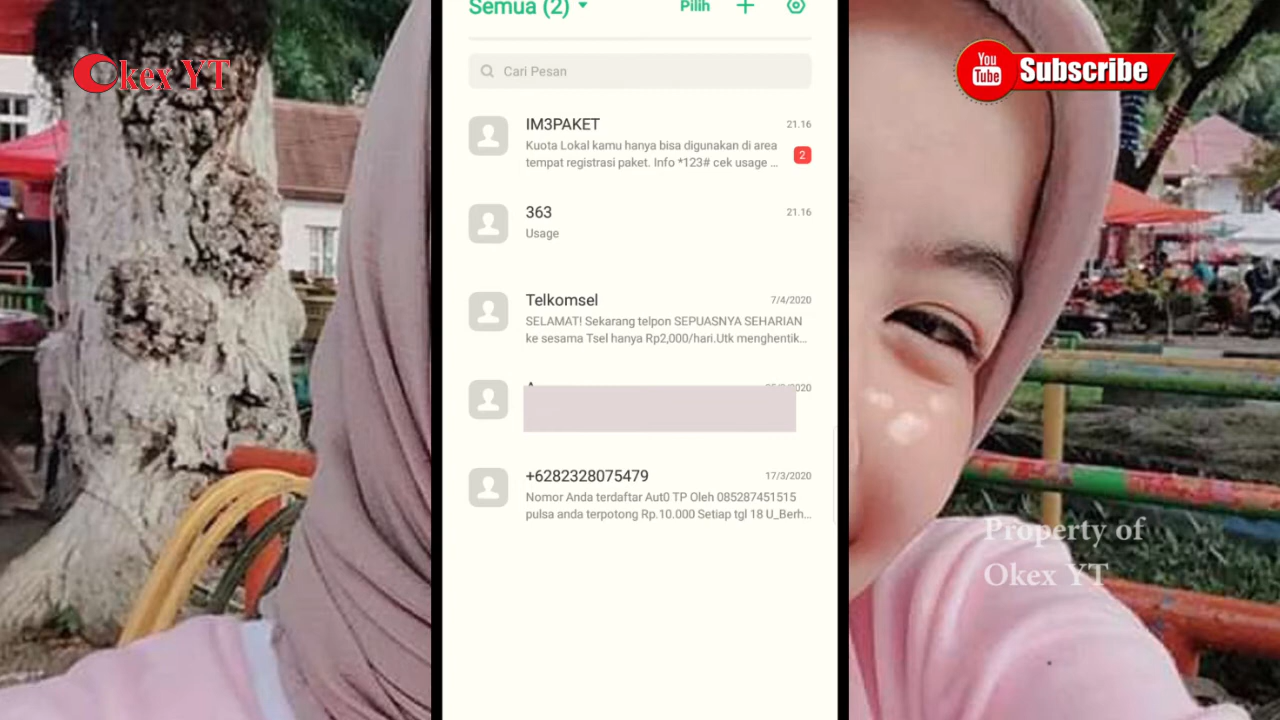 Okex YT
Semua (2)
Pilih
You
Tube
Subscribe
Cari Pesan
IM3PAKET
21.16
Kuota Lokal kamu hanya bisa digunakan di area
tempat registrasi paket. Info *123# cek usage ...
2
363
21.16
Usage
Telkomsel
7/4/2020
SELAMAT! Sekarang telpon SEPUASNYA SEHARIAN
ke sesama Tsel hanya Rp2,000/hari.Utk menghentik...
+6282328075479
17/3/2020
Nomor Anda terdaftar Aut0 TP Oleh 085287451515
pulsa anda terpotong Rp.10.000 Setiap tgl 18 U_Berh...
Property of
Okex YT